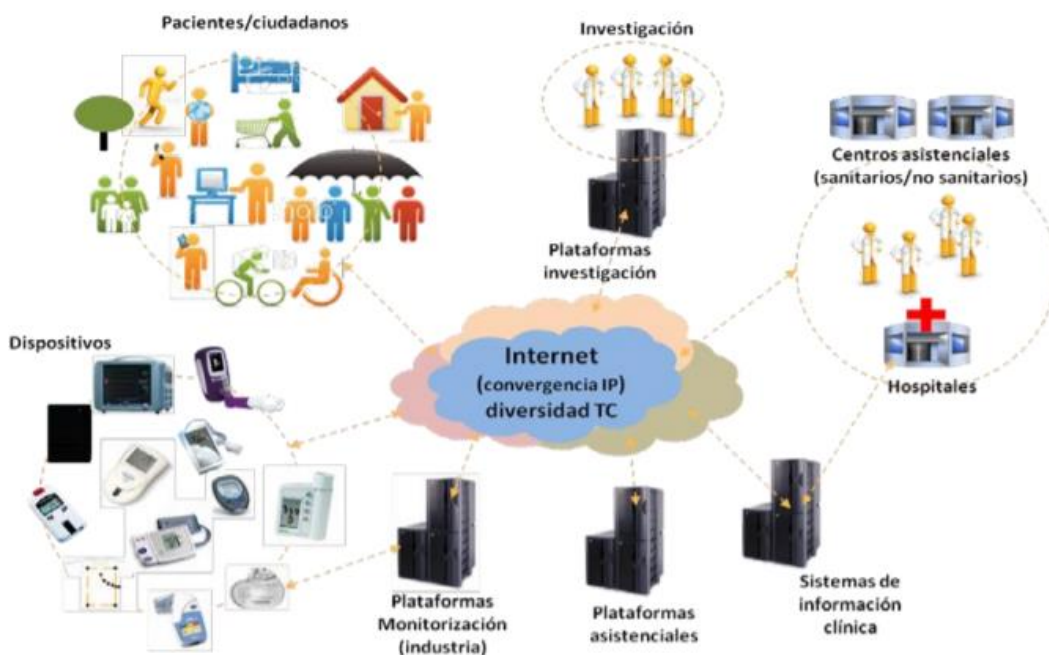 Pacientes/ciudadanos
Investigación
Centros asistenciales
(sanitarios/no sanitarios)
Plataformas
investigación
Dispositivos
Internet
(convergencia IP)
diversidad TC
Hospitales
Plataformas
Monitorización
(industria)
Plataformas
asistenciales
Sistemas de
información
clínica